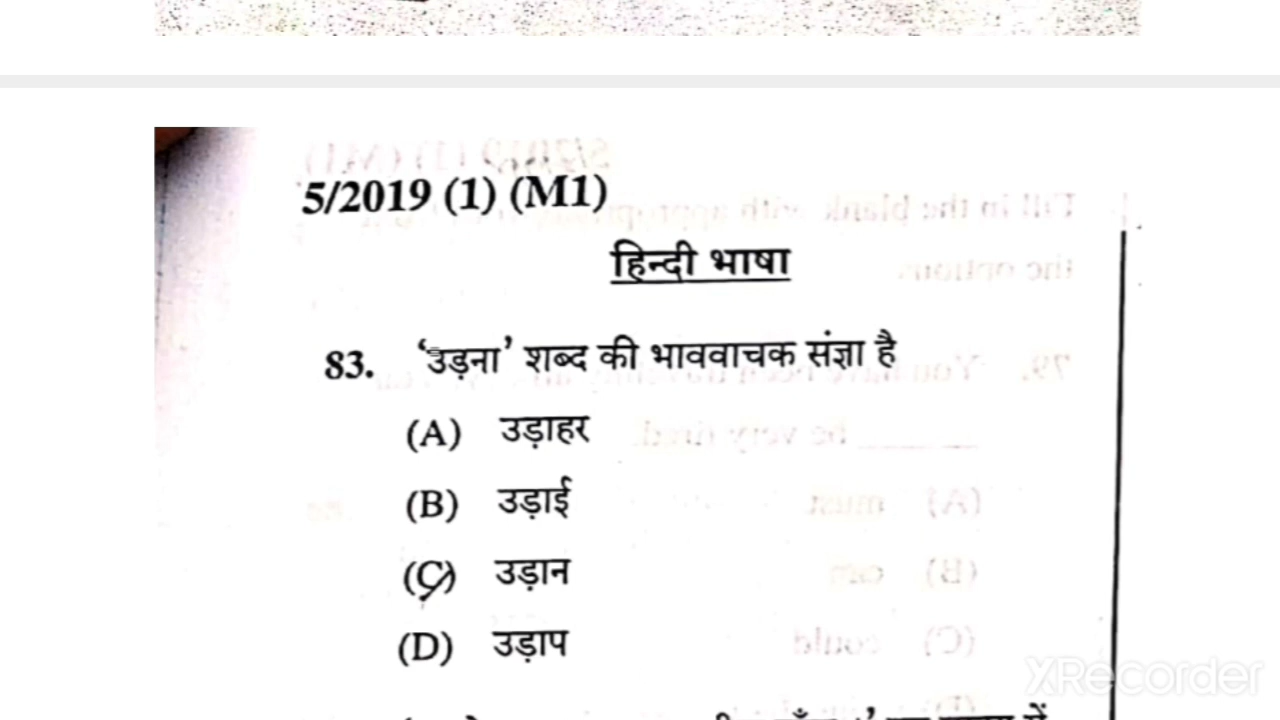 5/2019 (1) (M1)
हिन्दी भाषा
83. ‘उड़ना’ शब्द की भाववाचक संज्ञा है
(A) उड़ाहर
(B) उड़ाई
(C) उड़ान
(D) उड़ाप
XRecorder